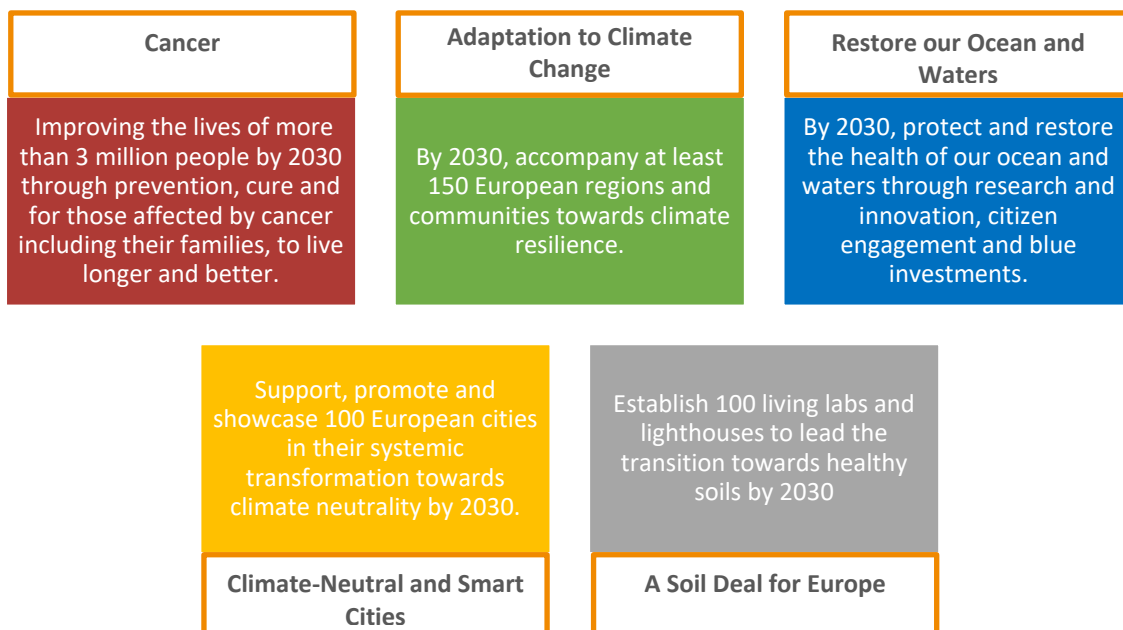 Cancer
Improving the lives of more
than 3 million people by 2030
through prevention, cure and
for those affected by cancer
including their families, to live
longer and better.
Adaptation to Climate
Change
By 2030, accompany at least
150 European regions and
communities towards climate
resilience.
Restore our Ocean and
Waters
By 2030, protect and restore
the health of our ocean and
waters through research and
innovation, citizen
engagement and blue
investments.
Support, promote and
showcase 100 European cities
in their systemic
transformation towards
climate neutrality by 2030.
Climate-Neutral and Smart
Cities
Establish 100 living labs and
lighthouses to lead the
transition towards healthy
soils by 2030
A Soil Deal for Europe